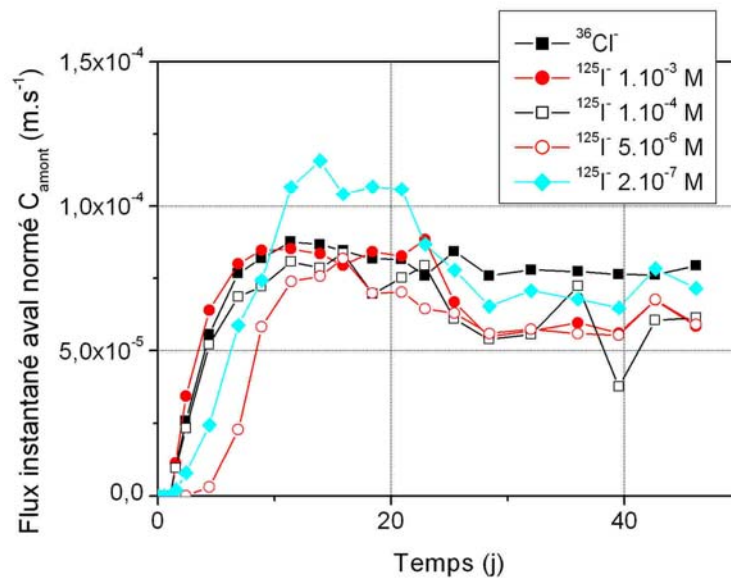 ³⁶Cl⁻
¹²⁵I⁻ 1.10⁻³ M
¹²⁵I⁻ 1.10⁻⁴ M
¹²⁵I⁻ 5.10⁻⁶ M
¹²⁵I⁻ 2.10⁻⁷ M
Flux instantané aval normé C_amont (m.s⁻¹)
1,5x10⁻⁴
1,0x10⁻⁴
5,0x10⁻⁵
0,0
0 20 40
Temps (j)